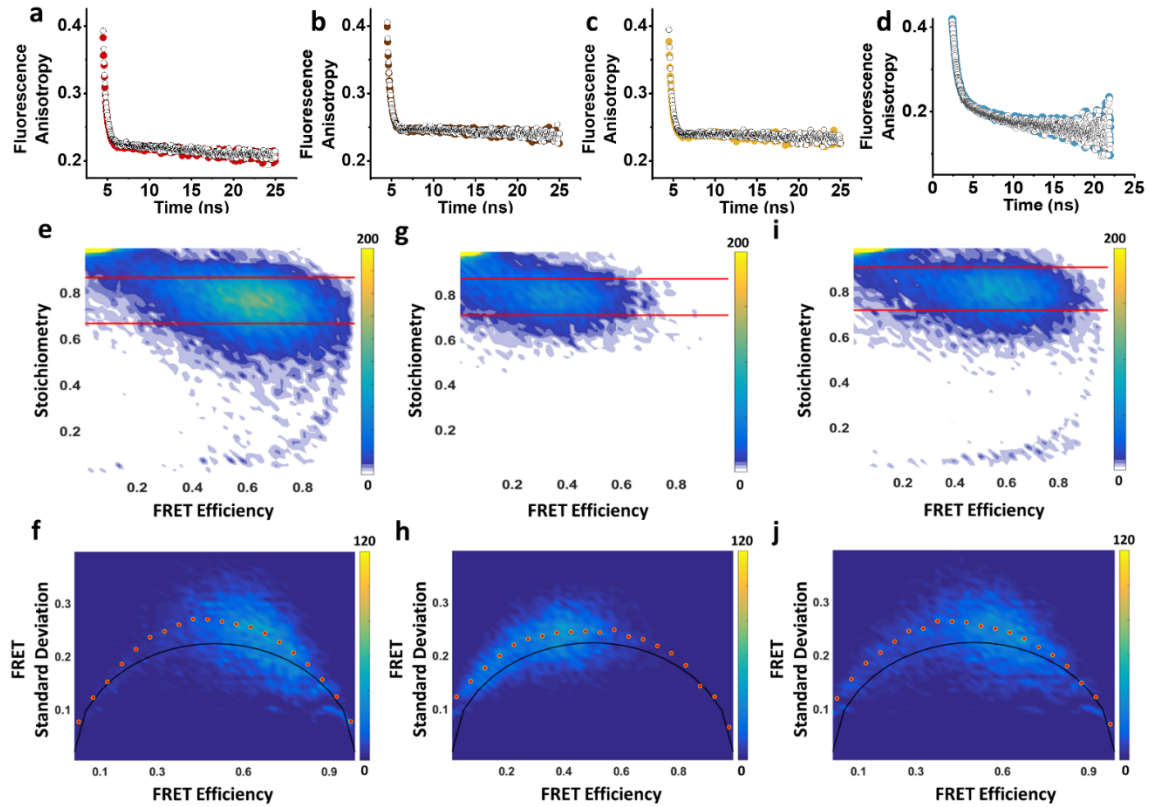 a
0.4
0.3
0.2
Fluorescence
Anisotropy
5 10 15 20 25
Time (ns)
b
0.4
0.3
0.2
Fluorescence
Anisotropy
5 10 15 20 25
Time (ns)
c
0.4
0.3
0.2
Fluorescence
Anisotropy
5 10 15 20 25
Time (ns)
d
0.4
0.2
Fluorescence
Anisotropy
0 5 10 15 20 25
Time (ns)
e
0.8
0.6
0.4
0.2
Stoichiometry
0.2 0.4 0.6 0.8
FRET Efficiency
200
0
g
0.8
0.6
0.4
0.2
Stoichiometry
0.2 0.4 0.6 0.8
FRET Efficiency
200
0
i
0.8
0.6
0.4
0.2
Stoichiometry
0.2 0.4 0.6 0.8
FRET Efficiency
200
0
f
0.3
0.2
0.1
FRET
Standard Deviation
0.1 0.3 0.6 0.9
FRET Efficiency
120
0
h
0.3
0.2
0.1
FRET
Standard Deviation
0.2 0.4 0.6 0.8
FRET Efficiency
120
0
j
0.3
0.2
0.1
FRET
Standard Deviation
0.1 0.3 0.6 0.9
FRET Efficiency
120
0